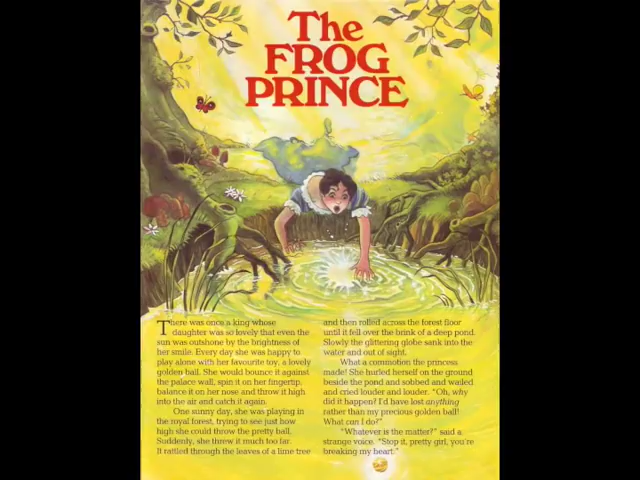 The
FROG
PRINCE
There was once a king whose
daughter was so lovely that even the
sun was outshone by the brightness of
her smile. Every day she was happy to
play alone with her favourite toy, a lovely
golden ball. She would bounce it against
the palace wall, spin it on her fingertip,
balance it on her nose and throw it high
into the air and catch it again.
One sunny day, she was playing in
the royal forest, trying to see just how
high she could throw the pretty ball.
Suddenly, she threw it much too far.
It rattled through the leaves of a lime tree
and then rolled across the forest floor
until it fell over the brink of a deep pond.
Slowly the glittering globe sank into the
water and out of sight.
What a commotion the princess
made! She hurled herself on the ground
beside the pond and sobbed and wailed
and cried louder and louder. "Oh, why
did it happen? I'd have lost anything
rather than my precious golden ball!
What can I do?"
"Whatever is the matter?" said a
strange voice. "Stop it, pretty girl, you're
breaking my heart."